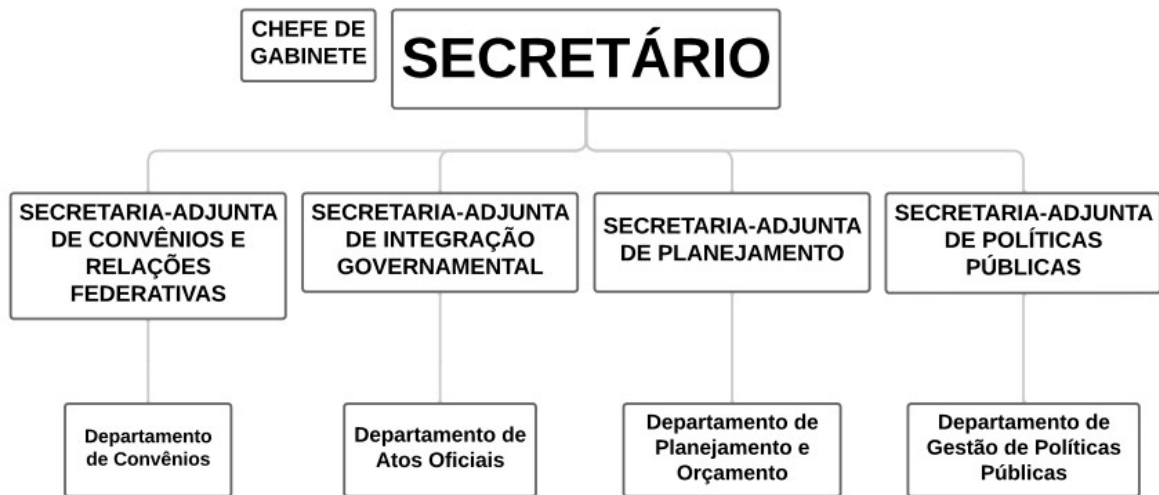 CHEFE DE
GABINETE
SECRETÁRIO
SECRETARIA-ADJUNTA
DE CONVÊNIOS E
RELAÇÕES
FEDERATIVAS
SECRETARIA-ADJUNTA
DE INTEGRAÇÃO
GOVERNAMENTAL
SECRETARIA-ADJUNTA
DE PLANEJAMENTO
SECRETARIA-ADJUNTA
DE POLÍTICAS
PÚBLICAS
Departamento
de Convênios
Departamento de
Atos Oficiais
Departamento de
Planejamento e
Orçamento
Departamento de
Gestão de Políticas
Públicas